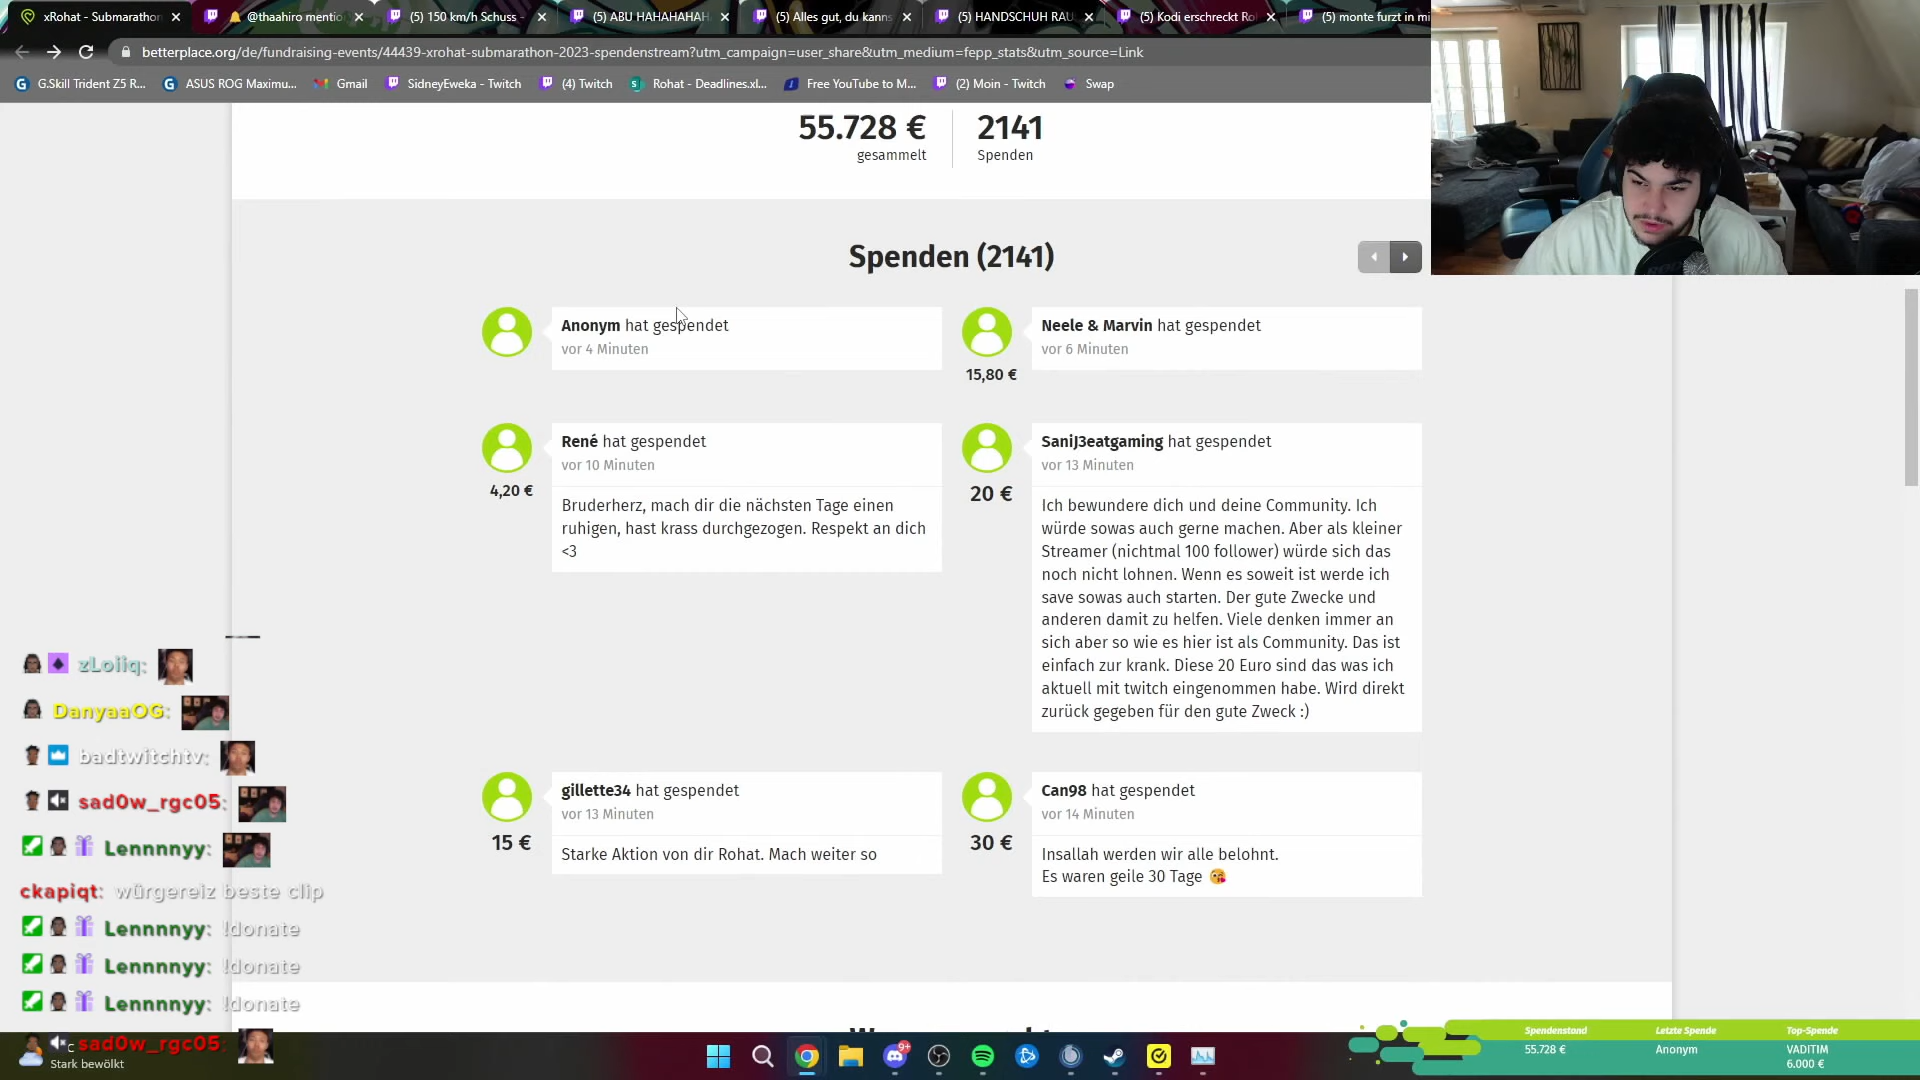 xRohat - Submarathon
@thaahiro mentio
(5) 150 km/h Schuss -
(5) ABU HAHAHAHAH
(5) Alles gut, du kanns
(5) HANDSCHUH RAU
(5) Kodi erschreckt Ro
(5) monte furzt in mi
betterplace.org/de/fundraising-events/44439-xrohat-submarathon-2023-spendenstream?utm_campaign=user_share&utm_medium=fepp_stats&utm_source=Link
G.Skill Trident Z5 R...
ASUS ROG Maximu...
Gmail
SidneyEweka - Twitch
(4) Twitch
Rohat - Deadlines.xl...
Free YouTube to M...
(2) Moin - Twitch
Swap
55.728 €
gesammelt
2141
Spenden
Spenden (2141)
Anonym hat gespendet
vor 4 Minuten
Neele & Marvin hat gespendet
vor 6 Minuten
15,80 €
René hat gespendet
vor 10 Minuten
4,20 €
Bruderherz, mach dir die nächsten Tage einen
ruhigen, hast krass durchgezogen. Respekt an dich
<3
SaniJ3eatgaming hat gespendet
vor 13 Minuten
20 €
Ich bewundere dich und deine Community. Ich
würde sowas auch gerne machen. Aber als kleiner
Streamer (nichtmal 100 follower) würde sich das
noch nicht lohnen. Wenn es soweit ist werde ich
save sowas auch starten. Der gute Zwecke und
anderen damit zu helfen. Viele denken immer an
sich aber so wie es hier ist als Community. Das ist
einfach zur krank. Diese 20 Euro sind das was ich
aktuell mit twitch eingenommen habe. Wird direkt
zurück gegeben für den gute Zweck :)
gillette34 hat gespendet
vor 13 Minuten
15 €
Starke Aktion von dir Rohat. Mach weiter so
Can98 hat gespendet
vor 14 Minuten
30 €
Insallah werden wir alle belohnt.
Es waren geile 30 Tage
zLoiiq:
DanyaaOG:
badtwitchtv:
sad0w_rgc05:
Lennnnyy:
ckapiqt: würgereiz beste clip
Lennnnyy: !donate
Lennnnyy: !donate
Lennnnyy: !donate
sad0w_rgc05:
Stark bewölkt
9+
Spendenstand
55.728 €
Letzte Spende
Anonym
Top-Spende
VADITIM
6.000 €